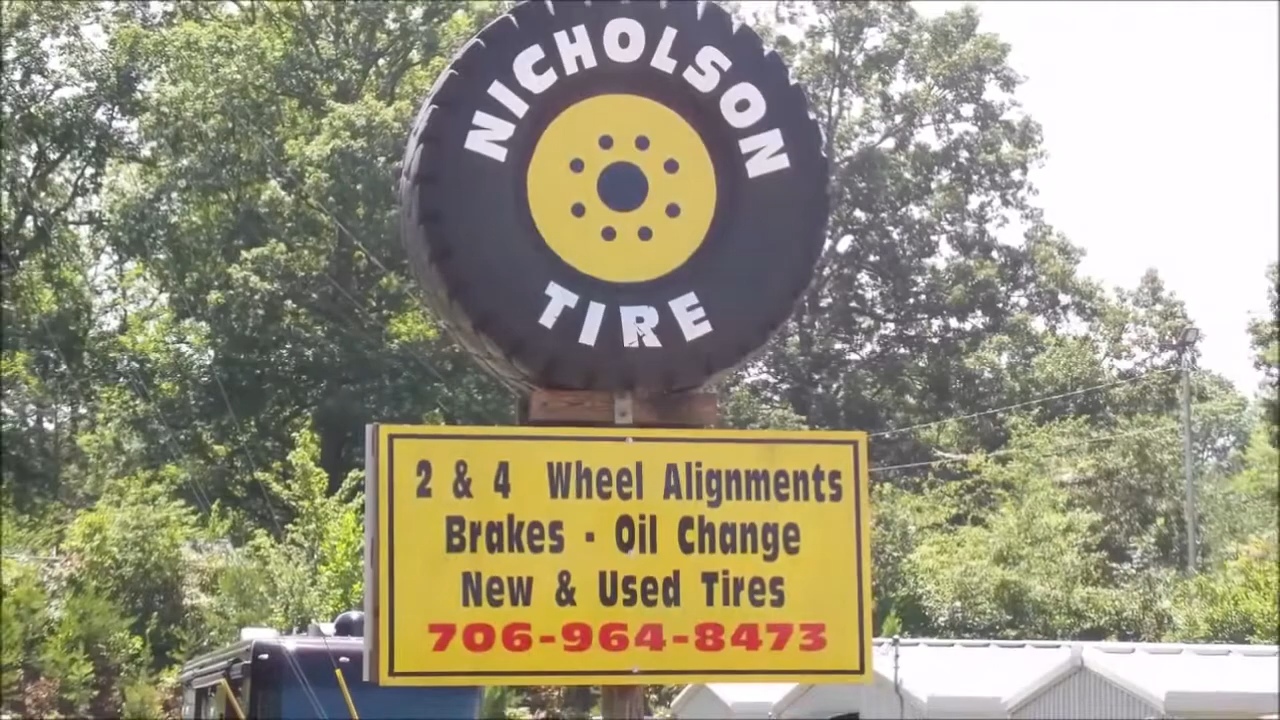 NICHOLSON
TIRE
2 & 4 Wheel Alignments
Brakes - Oil Change
New & Used Tires
706-964-8473